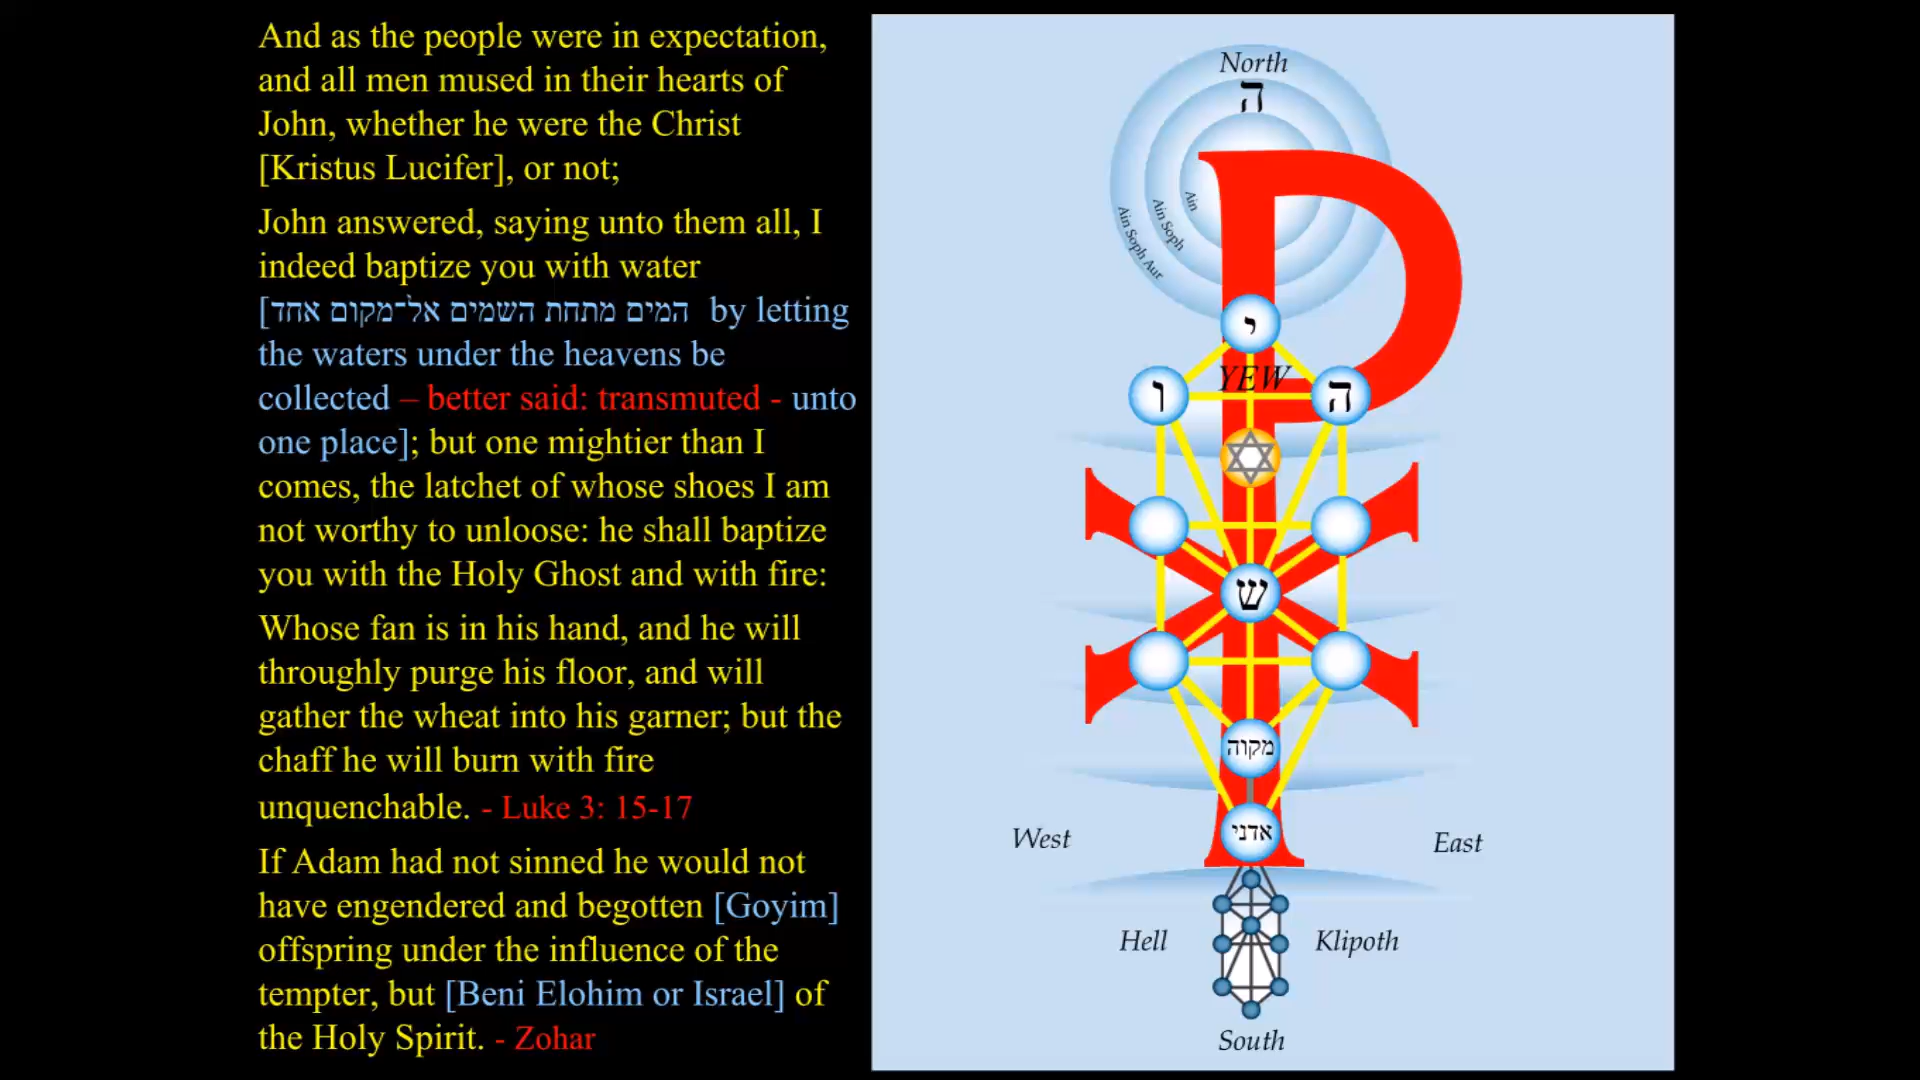 And as the people were in expectation,
and all men mused in their hearts of
John, whether he were the Christ
[Kristus Lucifer], or not;
John answered, saying unto them all, I
indeed baptize you with water
[המים מתחת השמים אל־מקום אחד by letting
the waters under the heavens be
collected – better said: transmuted - unto
one place]; but one mightier than I
comes, the latchet of whose shoes I am
not worthy to unloose: he shall baptize
you with the Holy Ghost and with fire:
Whose fan is in his hand, and he will
throughly purge his floor, and will
gather the wheat into his garner; but the
chaff he will burn with fire
unquenchable. - Luke 3: 15-17
If Adam had not sinned he would not
have engendered and begotten [Goyim]
offspring under the influence of the
tempter, but [Beni Elohim or Israel] of
the Holy Spirit. - Zohar
North
ה
Ain
Ain Soph
Ain Soph Aur
P
י
YEW
ו
ה
ש
מקוה
אדני
West
East
Hell
Klipoth
South